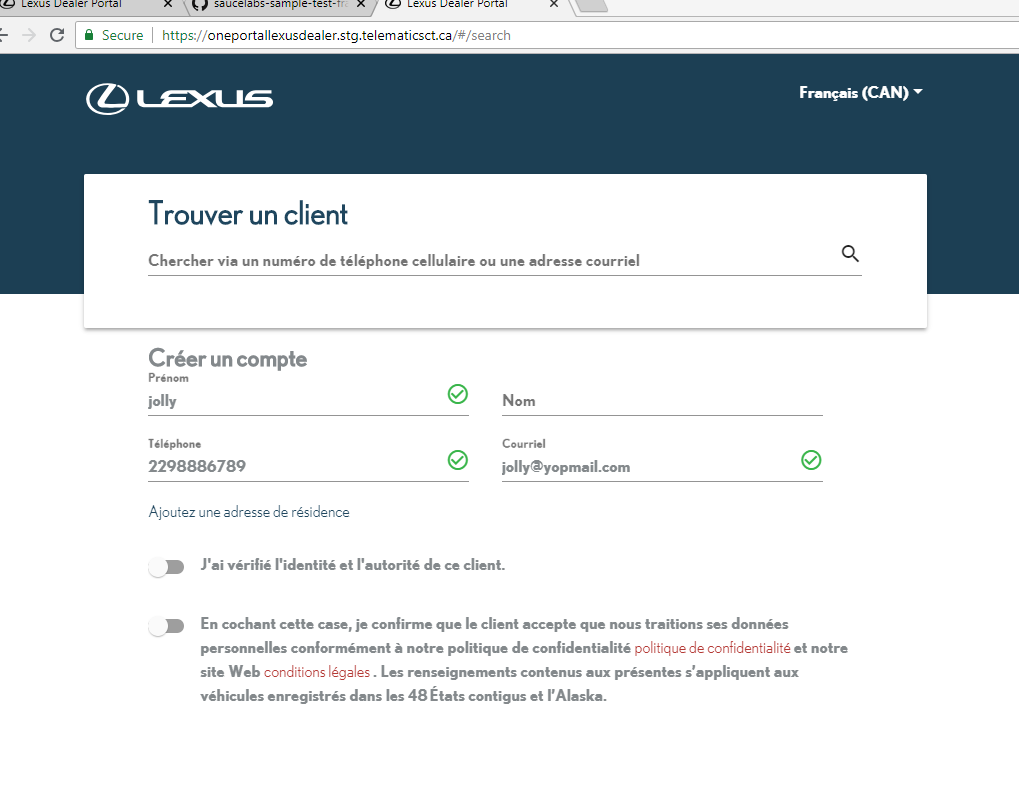 Lexus Dealer Portal
saucelabs-sample-test-fra
Lexus Dealer Portal
Secure
https://oneportallexusdealer.stg.telematicsct.ca/#/search
LEXUS
Français (CAN)
Trouver un client
Chercher via un numéro de téléphone cellulaire ou une adresse courriel
Créer un compte
Prénom
jolly
Nom
Téléphone
2298886789
Courriel
jolly@yopmail.com
Ajoutez une adresse de résidence
J'ai vérifié l'identité et l'autorité de ce client.
En cochant cette case, je confirme que le client accepte que nous traitions ses données
personnelles conformément à notre politique de confidentialité politique de confidentialité et notre
site Web conditions légales . Les renseignements contenus aux présentes s’appliquent aux
véhicules enregistrés dans les 48 États contigus et l’Alaska.